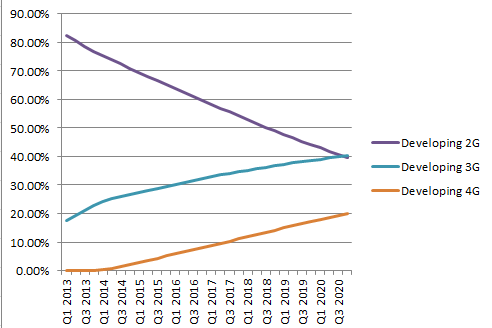 90.00%
80.00%
70.00%
60.00%
50.00%
40.00%
30.00%
20.00%
10.00%
0.00%
Q1 2013
Q3 2013
Q1 2014
Q3 2014
Q1 2015
Q3 2015
Q1 2016
Q3 2016
Q1 2017
Q3 2017
Q1 2018
Q3 2018
Q1 2019
Q3 2019
Q1 2020
Q3 2020
Developing 2G
Developing 3G
Developing 4G